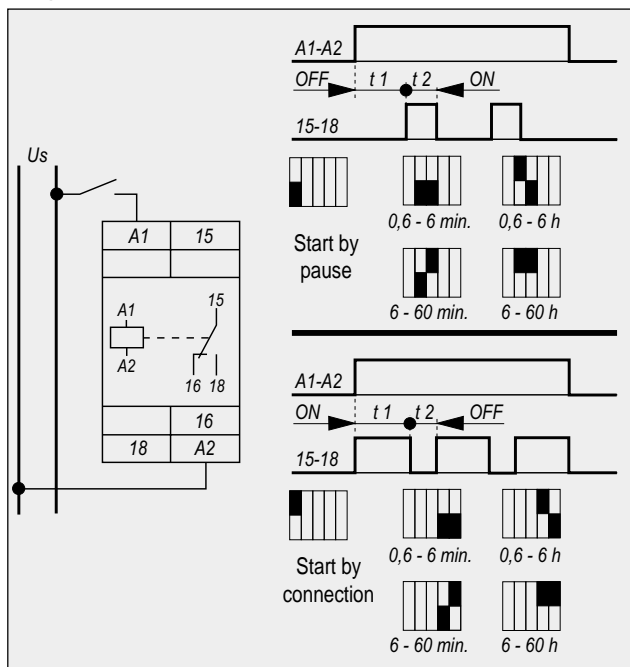 Us
A1 15
A1
A2
15
16 18
16
18 A2
A1-A2
OFF t 1 t 2 ON
15-18
Start by
pause
0,6 - 6 min. 0,6 - 6 h
6 - 60 min. 6 - 60 h
A1-A2
ON t 1 t 2 OFF
15-18
Start by
connection
0,6 - 6 min. 0,6 - 6 h
6 - 60 min. 6 - 60 h